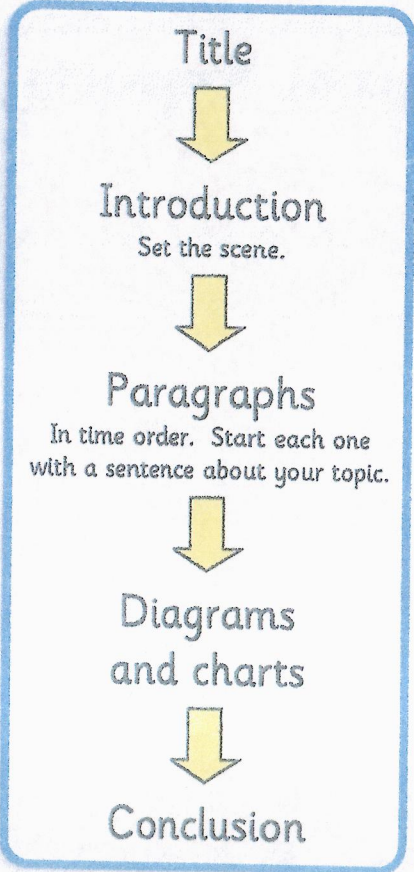 Title
Introduction
Set the scene.
Paragraphs
In time order. Start each one
with a sentence about your topic.
Diagrams
and charts
Conclusion